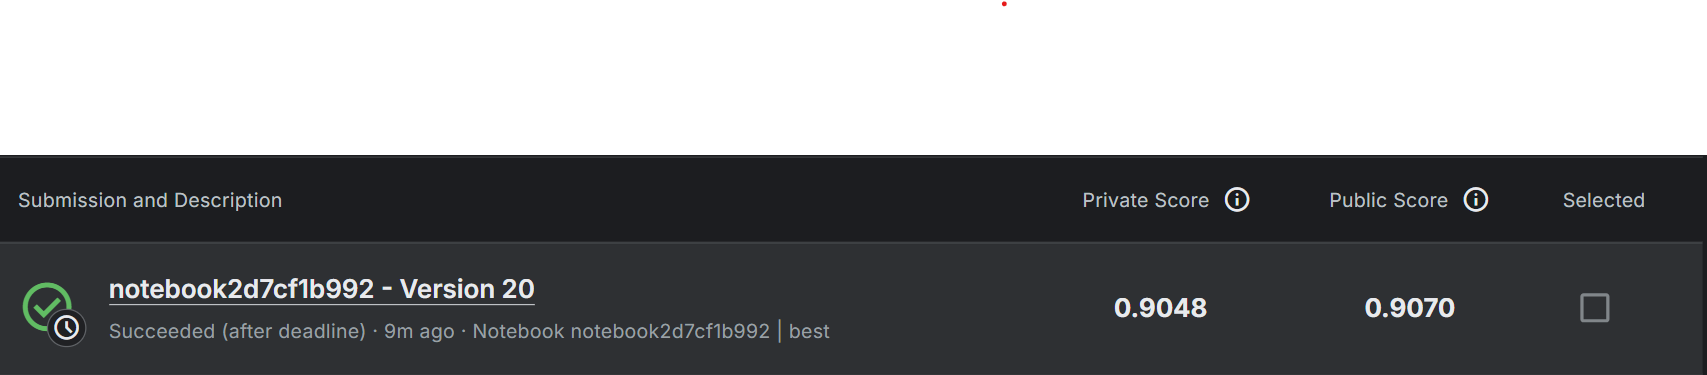 Submission and Description Private Score Public Score Selected
notebook2d7cf1b992 - Version 20 0.9048 0.9070
Succeeded (after deadline) · 9m ago · Notebook notebook2d7cf1b992 | best